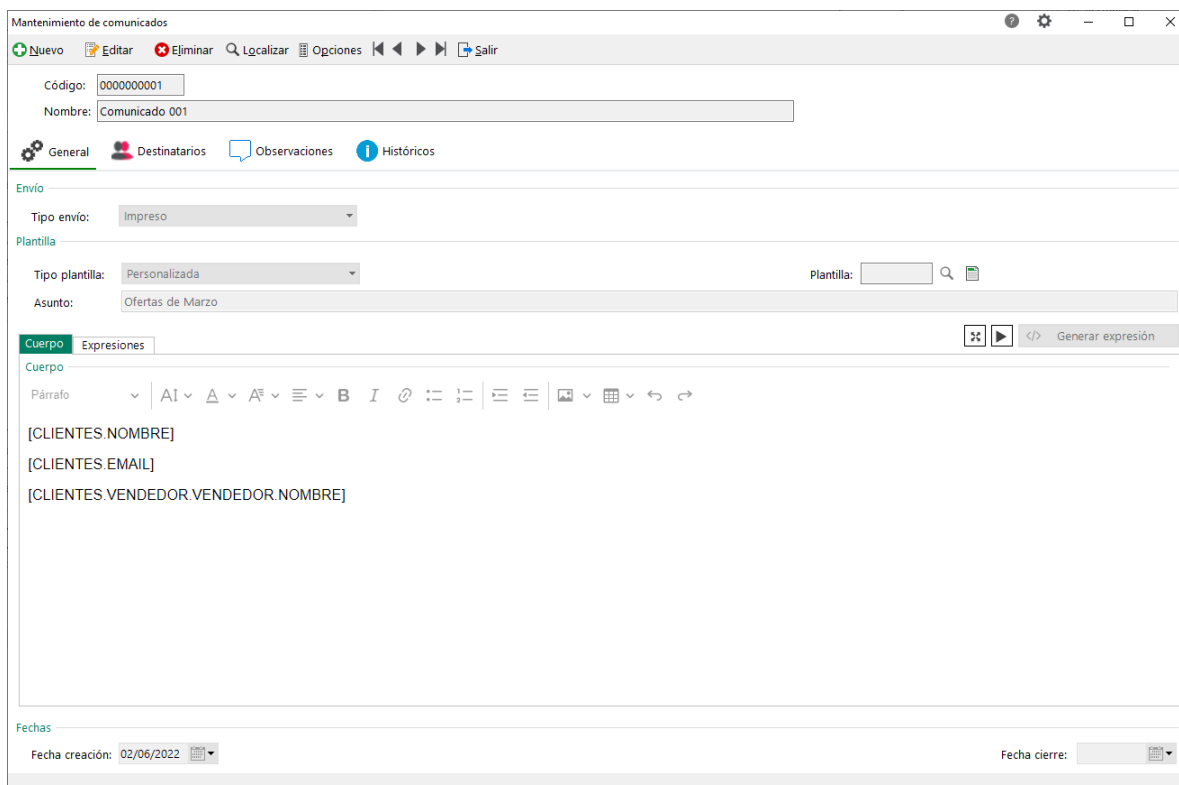 Mantenimiento de comunicados
Nuevo Editar Eliminar Localizar Opciones Salir
Código: 0000000001
Nombre: Comunicado 001
General Destinatarios Observaciones Históricos
Envío
Tipo envío: Impreso
Plantilla
Tipo plantilla: Personalizada Plantilla:
Asunto: Ofertas de Marzo
Cuerpo Expresiones </> Generar expresión
Cuerpo
Párrafo
[CLIENTES.NOMBRE]
[CLIENTES.EMAIL]
[CLIENTES.VENDEDOR.VENDEDOR.NOMBRE]
Fechas
Fecha creación: 02/06/2022 Fecha cierre: